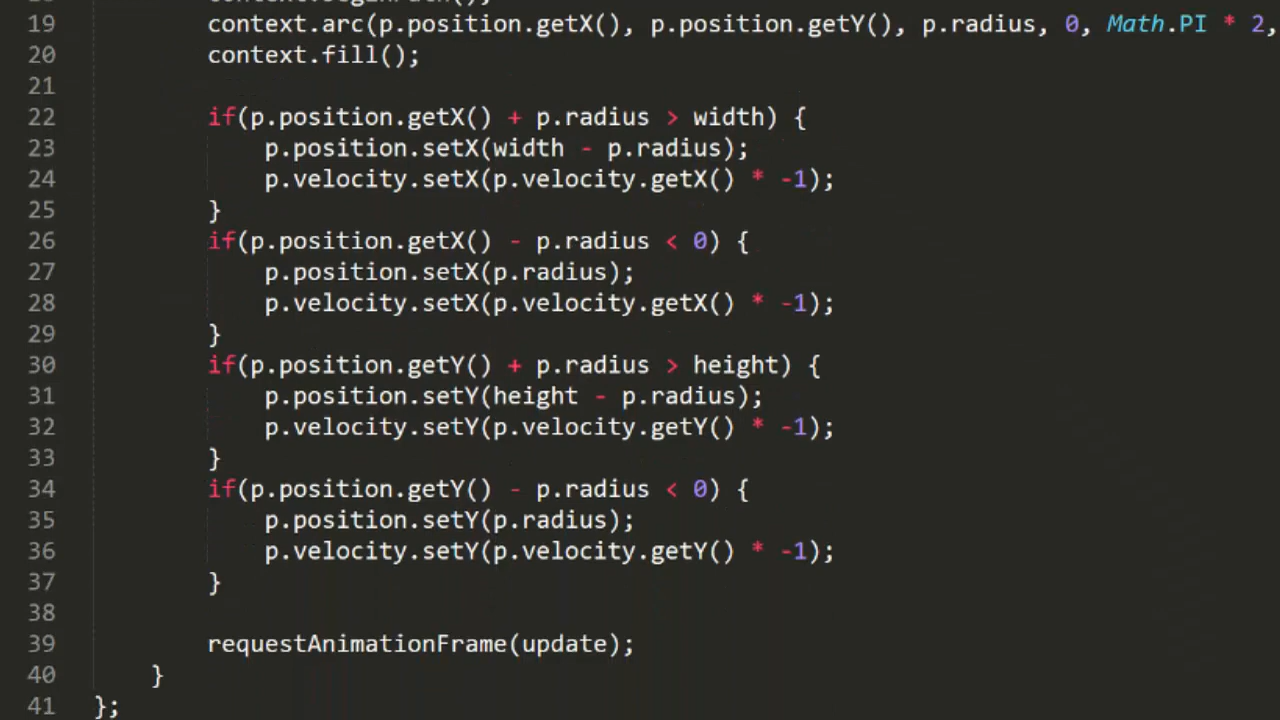 19 context.arc(p.position.getX(), p.position.getY(), p.radius, 0, Math.PI * 2,
20 context.fill();
21
22 if(p.position.getX() + p.radius > width) {
23 p.position.setX(width - p.radius);
24 p.velocity.setX(p.velocity.getX() * -1);
25 }
26 if(p.position.getX() - p.radius < 0) {
27 p.position.setX(p.radius);
28 p.velocity.setX(p.velocity.getX() * -1);
29 }
30 if(p.position.getY() + p.radius > height) {
31 p.position.setY(height - p.radius);
32 p.velocity.setY(p.velocity.getY() * -1);
33 }
34 if(p.position.getY() - p.radius < 0) {
35 p.position.setY(p.radius);
36 p.velocity.setY(p.velocity.getY() * -1);
37 }
38
39 requestAnimationFrame(update);
40 }
41 };